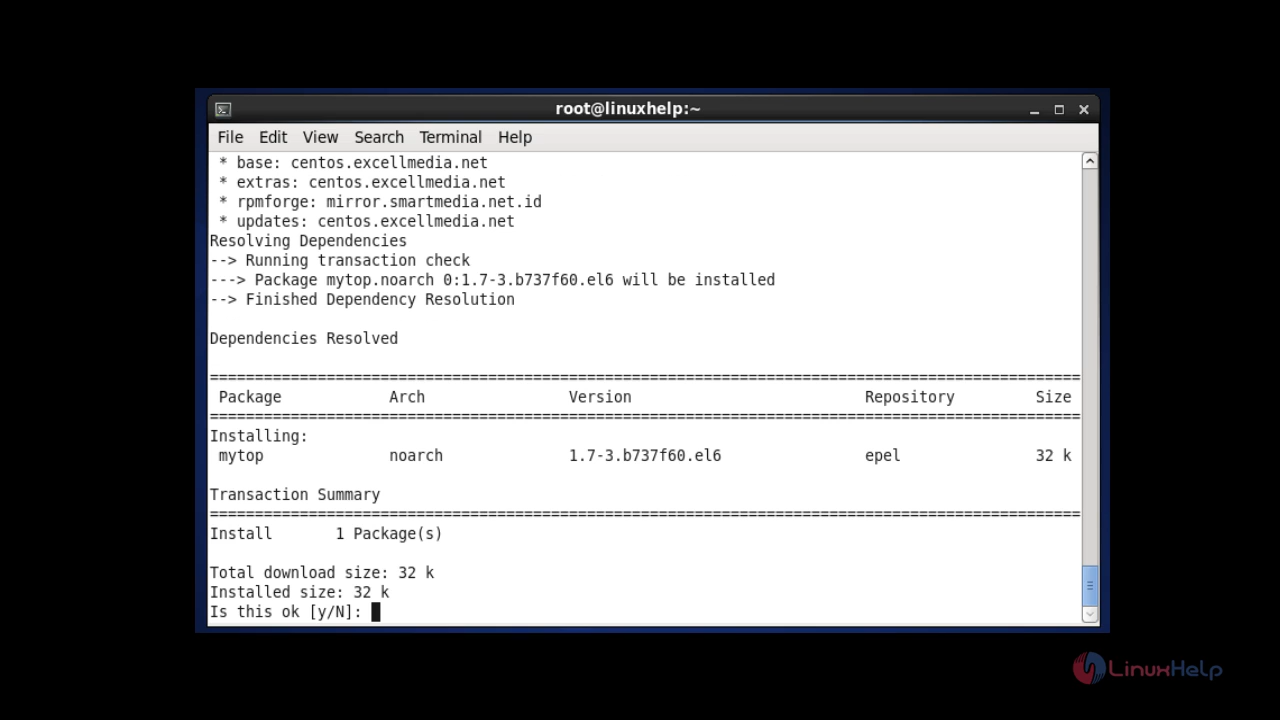 root@linuxhelp:~
File Edit View Search Terminal Help
 * base: centos.excellmedia.net
 * extras: centos.excellmedia.net
 * rpmforge: mirror.smartmedia.net.id
 * updates: centos.excellmedia.net
Resolving Dependencies
--> Running transaction check
---> Package mytop.noarch 0:1.7-3.b737f60.el6 will be installed
--> Finished Dependency Resolution
Dependencies Resolved
================================================================================
 Package Arch Version Repository Size
================================================================================
Installing:
 mytop noarch 1.7-3.b737f60.el6 epel 32 k
Transaction Summary
================================================================================
Install 1 Package(s)
Total download size: 32 k
Installed size: 32 k
Is this ok [y/N]:
LinuxHelp